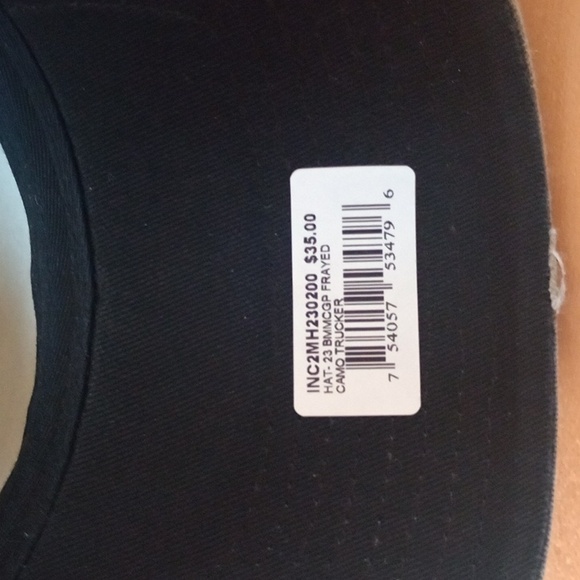 INC2MH230200 $35.00
HAT- 23 BMMCGP FRAYED
CAMO TRUCKER
7 54057 53479 6